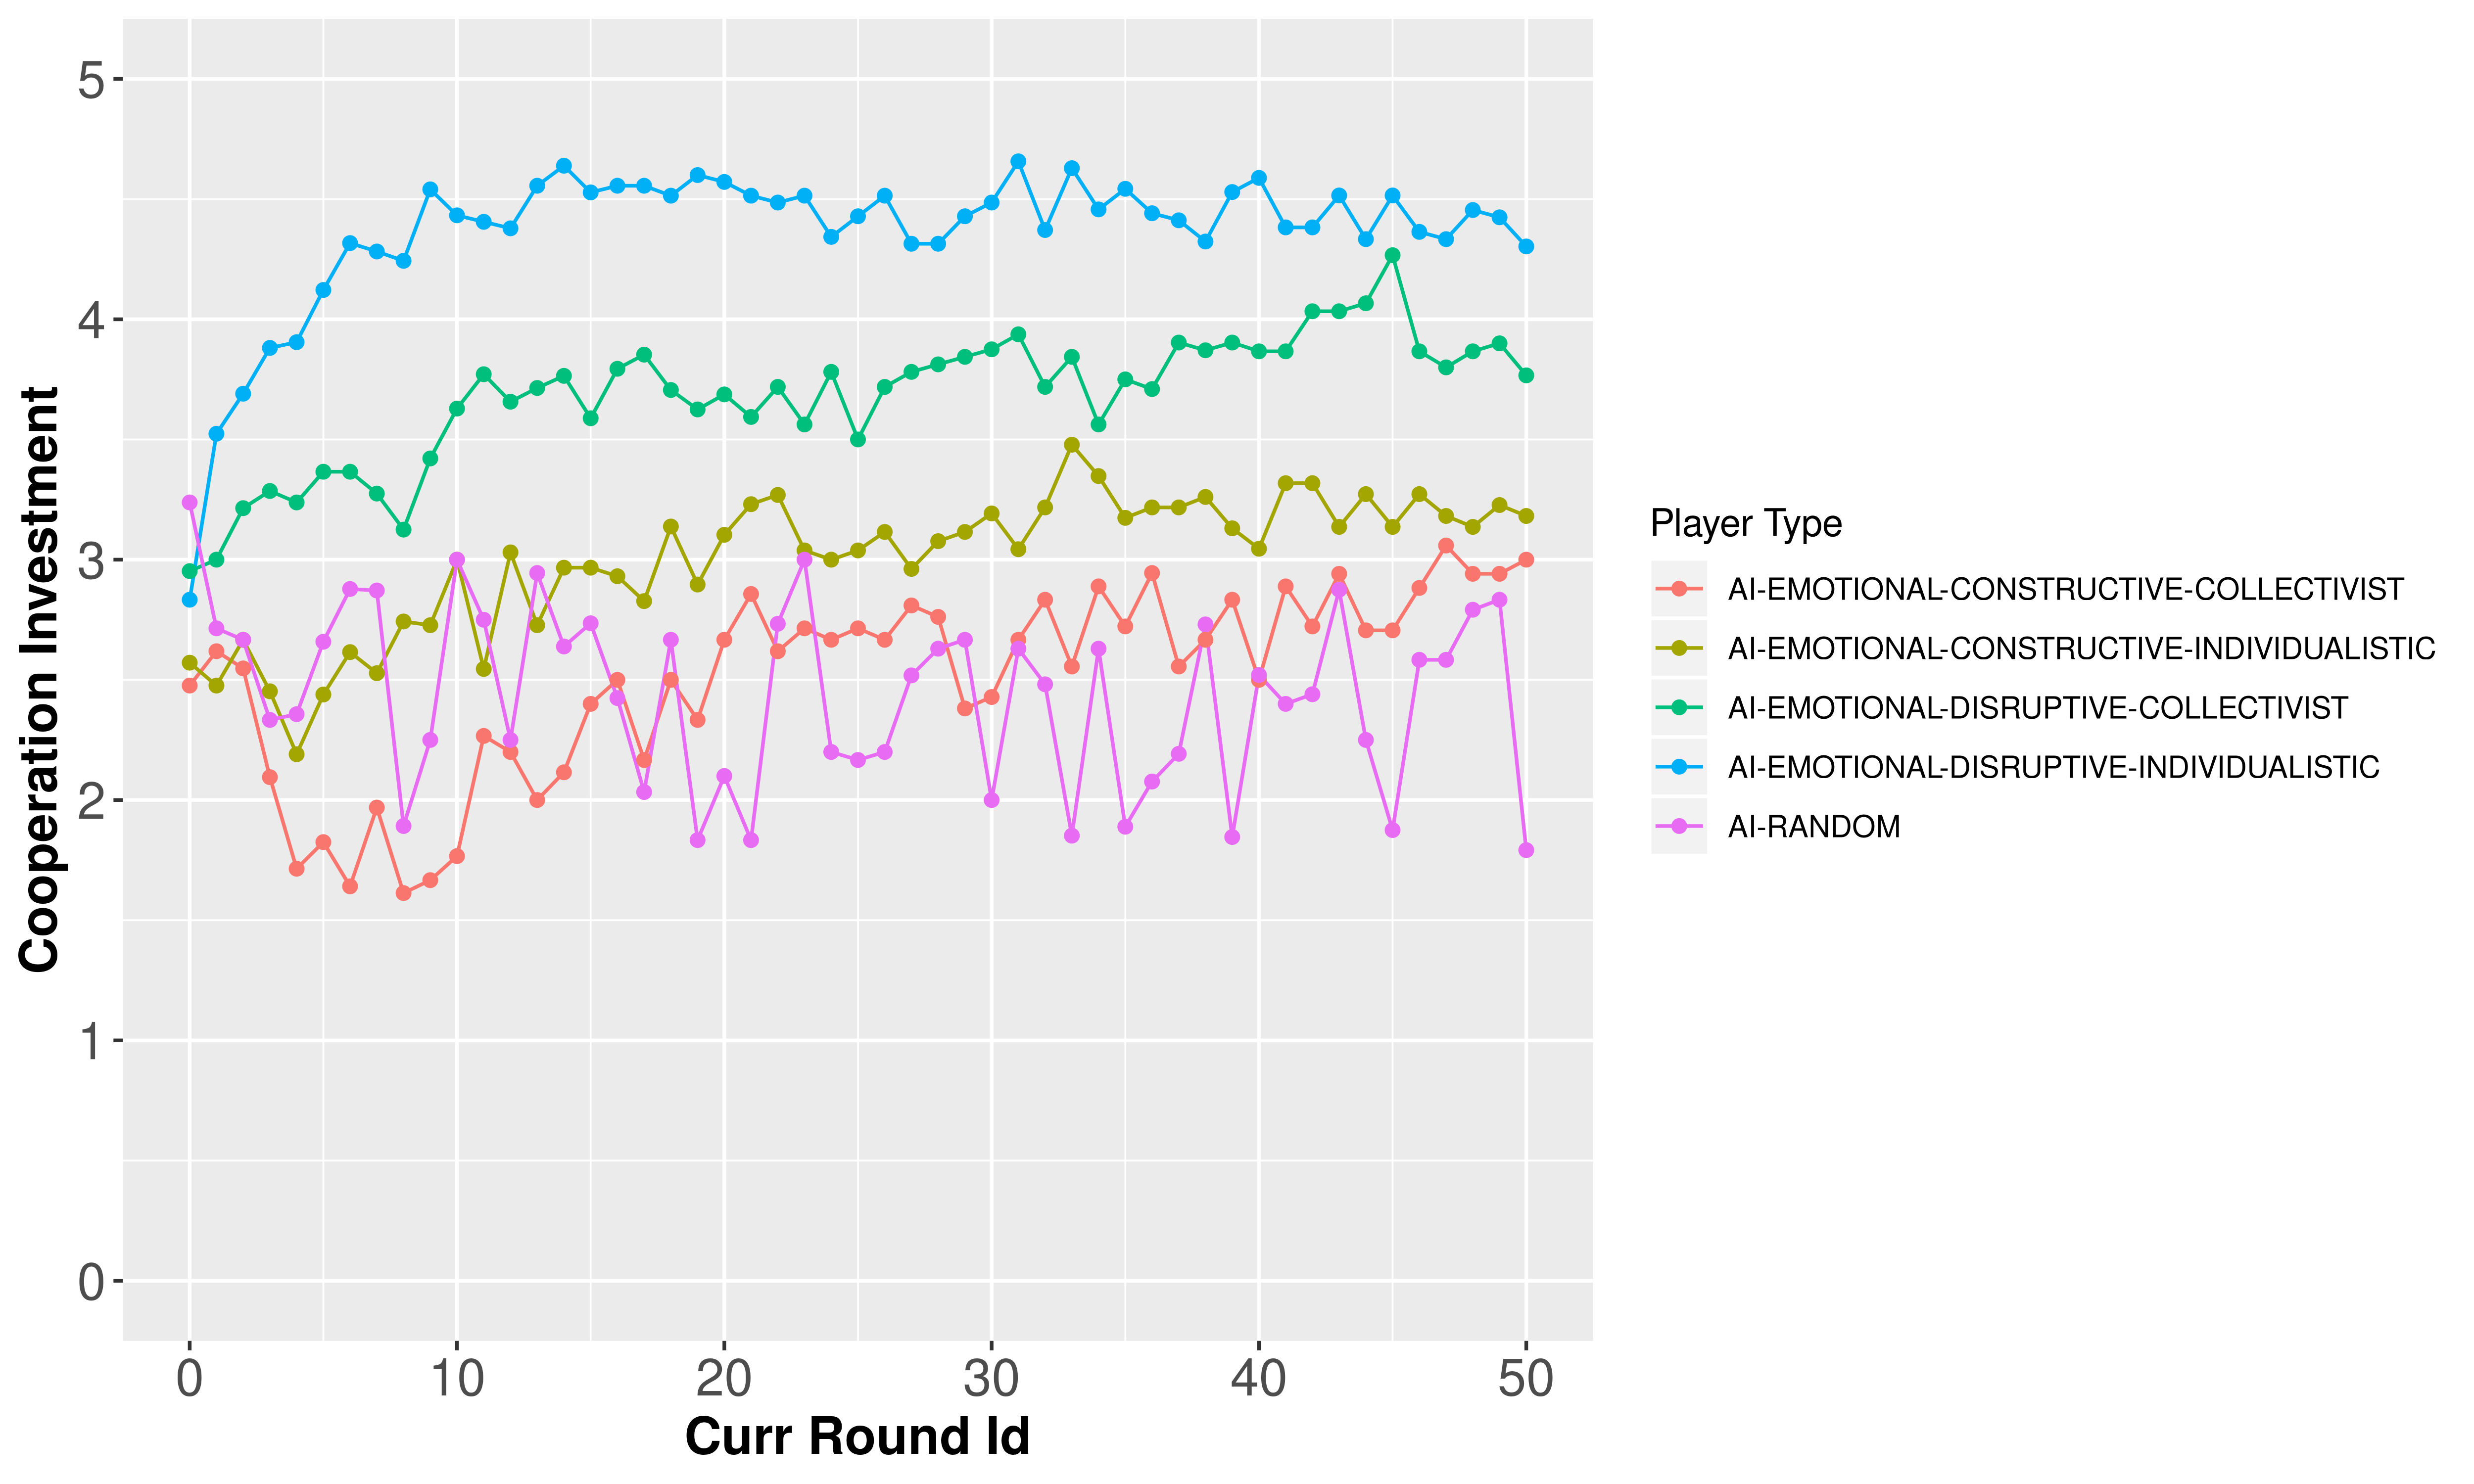 5
4
3
2
1
0
0 10 20 30 40 50
Cooperation Investment
Curr Round Id
Player Type
AI-EMOTIONAL-CONSTRUCTIVE-COLLECTIVIST
AI-EMOTIONAL-CONSTRUCTIVE-INDIVIDUALISTIC
AI-EMOTIONAL-DISRUPTIVE-COLLECTIVIST
AI-EMOTIONAL-DISRUPTIVE-INDIVIDUALISTIC
AI-RANDOM